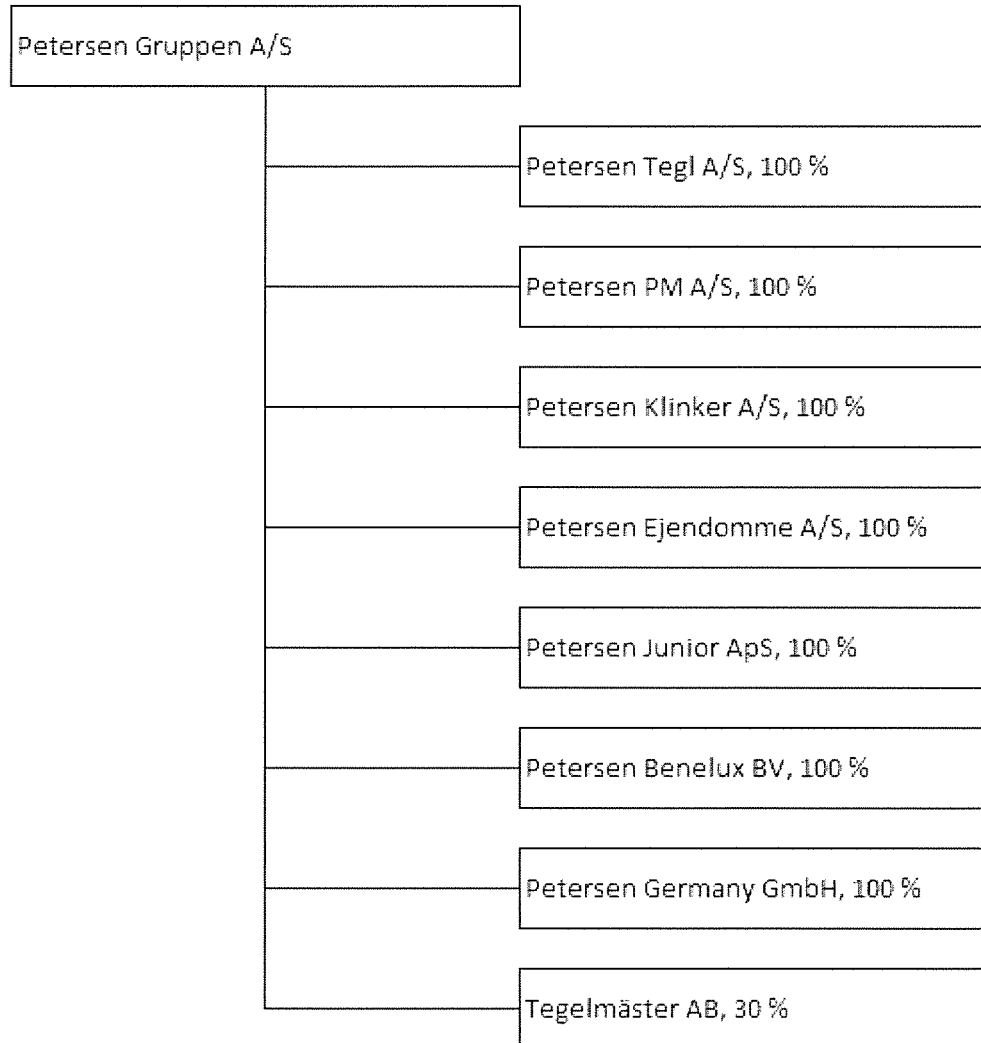 Petersen Gruppen A/S
Petersen Tegl A/S, 100 %
Petersen PM A/S, 100 %
Petersen Klinker A/S, 100 %
Petersen Ejendomme A/S, 100 %
Petersen Junior ApS, 100 %
Petersen Benelux BV, 100 %
Petersen Germany GmbH, 100 %
Tegelmäster AB, 30 %